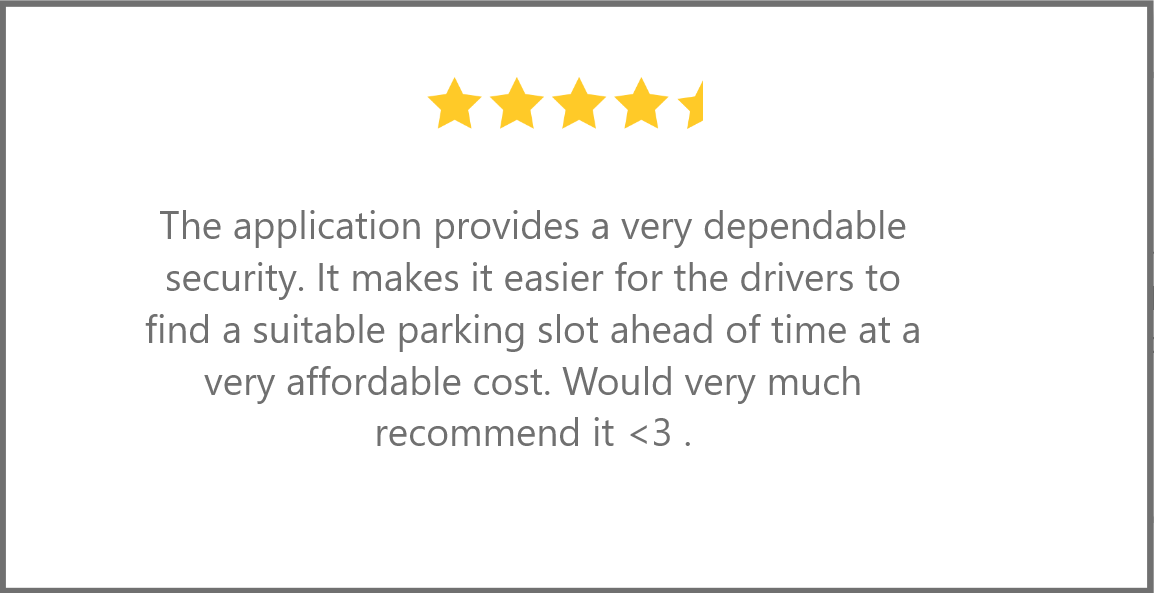 The application provides a very dependable
security. It makes it easier for the drivers to
find a suitable parking slot ahead of time at a
very affordable cost. Would very much
recommend it <3 .